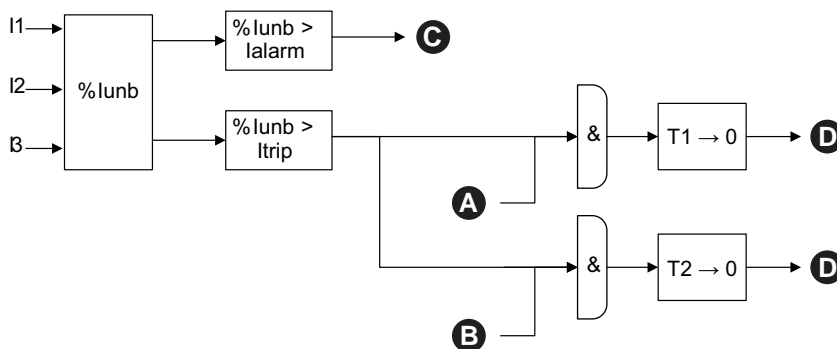 I1
I2
I3
%Iunb
%Iunb >
Ialarm
C
%Iunb >
Itrip
A
&
T1 → 0
D
B
&
T2 → 0
D